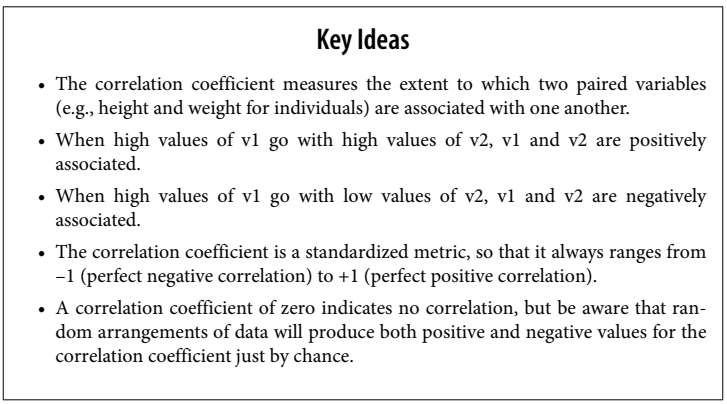 Key Ideas
• The correlation coefficient measures the extent to which two paired variables
(e.g., height and weight for individuals) are associated with one another.
• When high values of v1 go with high values of v2, v1 and v2 are positively
associated.
• When high values of v1 go with low values of v2, v1 and v2 are negatively
associated.
• The correlation coefficient is a standardized metric, so that it always ranges from
–1 (perfect negative correlation) to +1 (perfect positive correlation).
• A correlation coefficient of zero indicates no correlation, but be aware that ran-
dom arrangements of data will produce both positive and negative values for the
correlation coefficient just by chance.